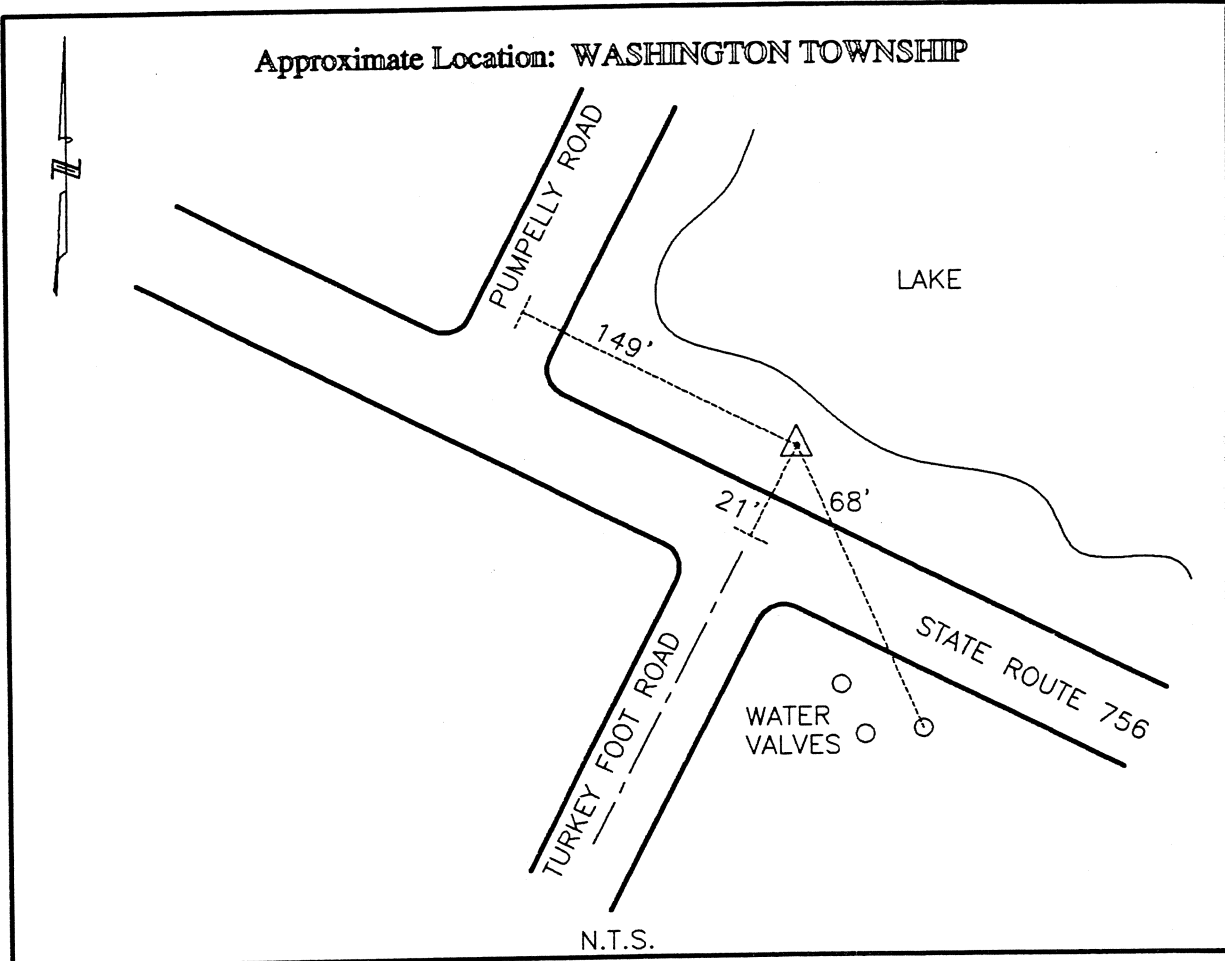 Approximate Location: WASHINGTON TOWNSHIP
N
PUMPELLY ROAD
LAKE
149'
21'
68'
STATE ROUTE 756
TURKEY FOOT ROAD
WATER
VALVES
N.T.S.